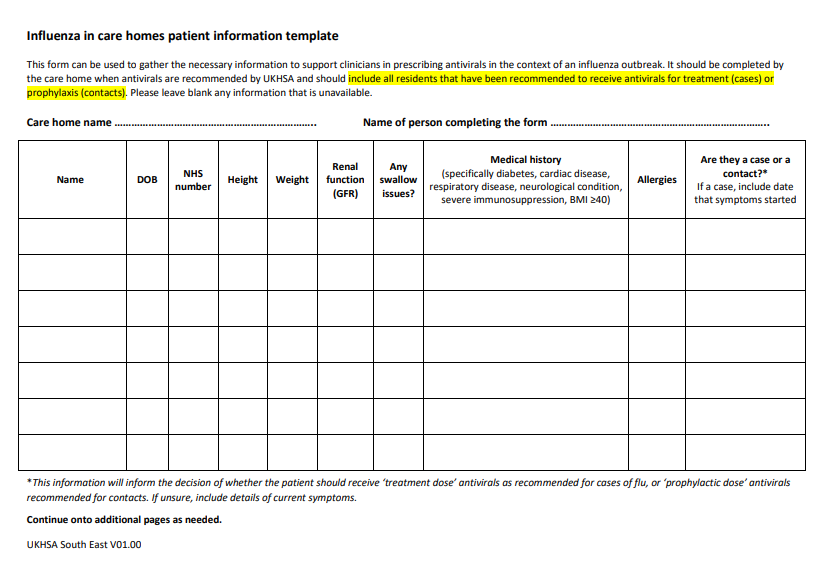 Influenza in care homes patient information template
This form can be used to gather the necessary information to support clinicians in prescribing antivirals in the context of an influenza outbreak. It should be completed by
the care home when antivirals are recommended by UKHSA and should include all residents that have been recommended to receive antivirals for treatment (cases) or
prophylaxis (contacts). Please leave blank any information that is unavailable.
Care home name ………………………………………………………….. Name of person completing the form ………………………………………………………………..
Name
DOB
NHS
number
Height
Weight
Renal
function
(GFR)
Any
swallow
issues?
Medical history
(specifically diabetes, cardiac disease,
respiratory disease, neurological condition,
severe immunosuppression, BMI ≥40)
Allergies
Are they a case or a
contact?*
If a case, include date
that symptoms started
*This information will inform the decision of whether the patient should receive ‘treatment dose’ antivirals as recommended for cases of flu, or ‘prophylactic dose’ antivirals
recommended for contacts. If unsure, include details of current symptoms.
Continue onto additional pages as needed.
UKHSA South East V01.00